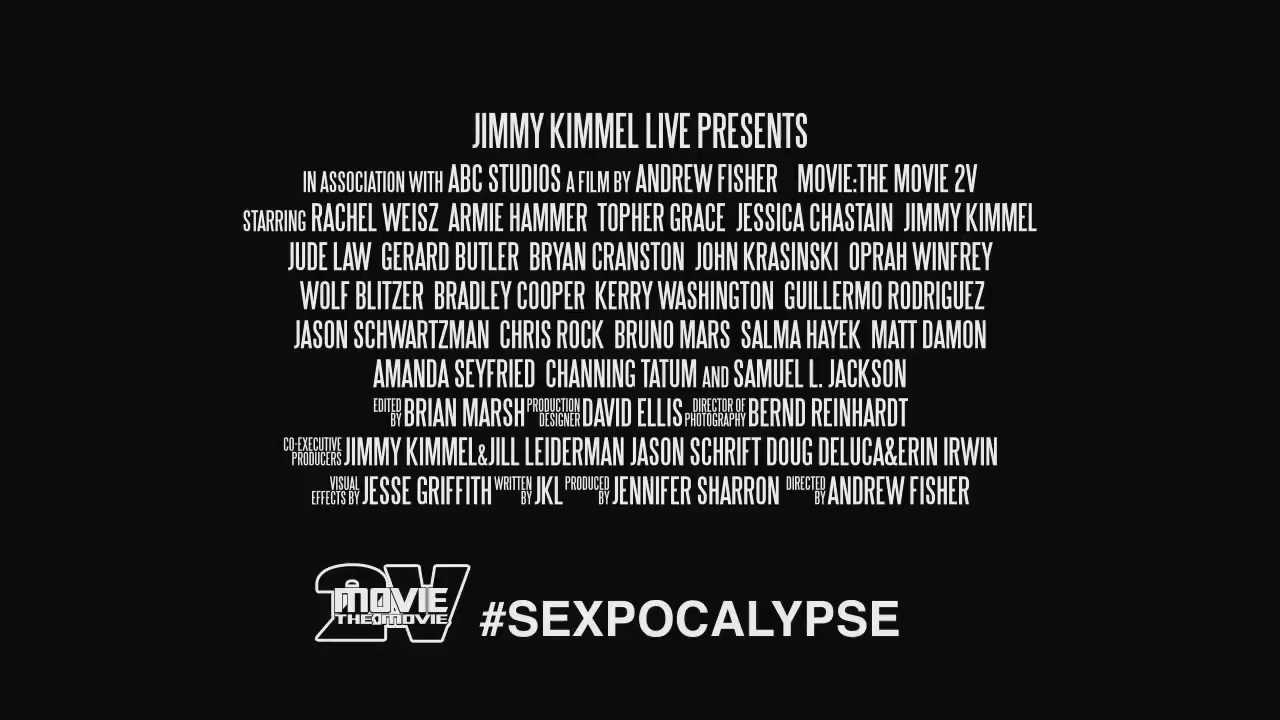 JIMMY KIMMEL LIVE PRESENTS
IN ASSOCIATION WITH ABC STUDIOS A FILM BY ANDREW FISHER MOVIE:THE MOVIE 2V
STARRING RACHEL WEISZ ARMIE HAMMER TOPHER GRACE JESSICA CHASTAIN JIMMY KIMMEL
JUDE LAW GERARD BUTLER BRYAN CRANSTON JOHN KRASINSKI OPRAH WINFREY
WOLF BLITZER BRADLEY COOPER KERRY WASHINGTON GUILLERMO RODRIGUEZ
JASON SCHWARTZMAN CHRIS ROCK BRUNO MARS SALMA HAYEK MATT DAMON
AMANDA SEYFRIED CHANNING TATUM AND SAMUEL L. JACKSON
EDITED BY BRIAN MARSH PRODUCTION DESIGNER DAVID ELLIS DIRECTOR OF PHOTOGRAPHY BERND REINHARDT
CO-EXECUTIVE PRODUCERS JIMMY KIMMEL&JILL LEIDERMAN JASON SCHRIFT DOUG DELUCA&ERIN IRWIN
VISUAL EFFECTS BY JESSE GRIFFITH WRITTEN BY JKL PRODUCED BY JENNIFER SHARRON DIRECTED BY ANDREW FISHER
2V MOVIE THE MOVIE #SEXPOCALYPSE